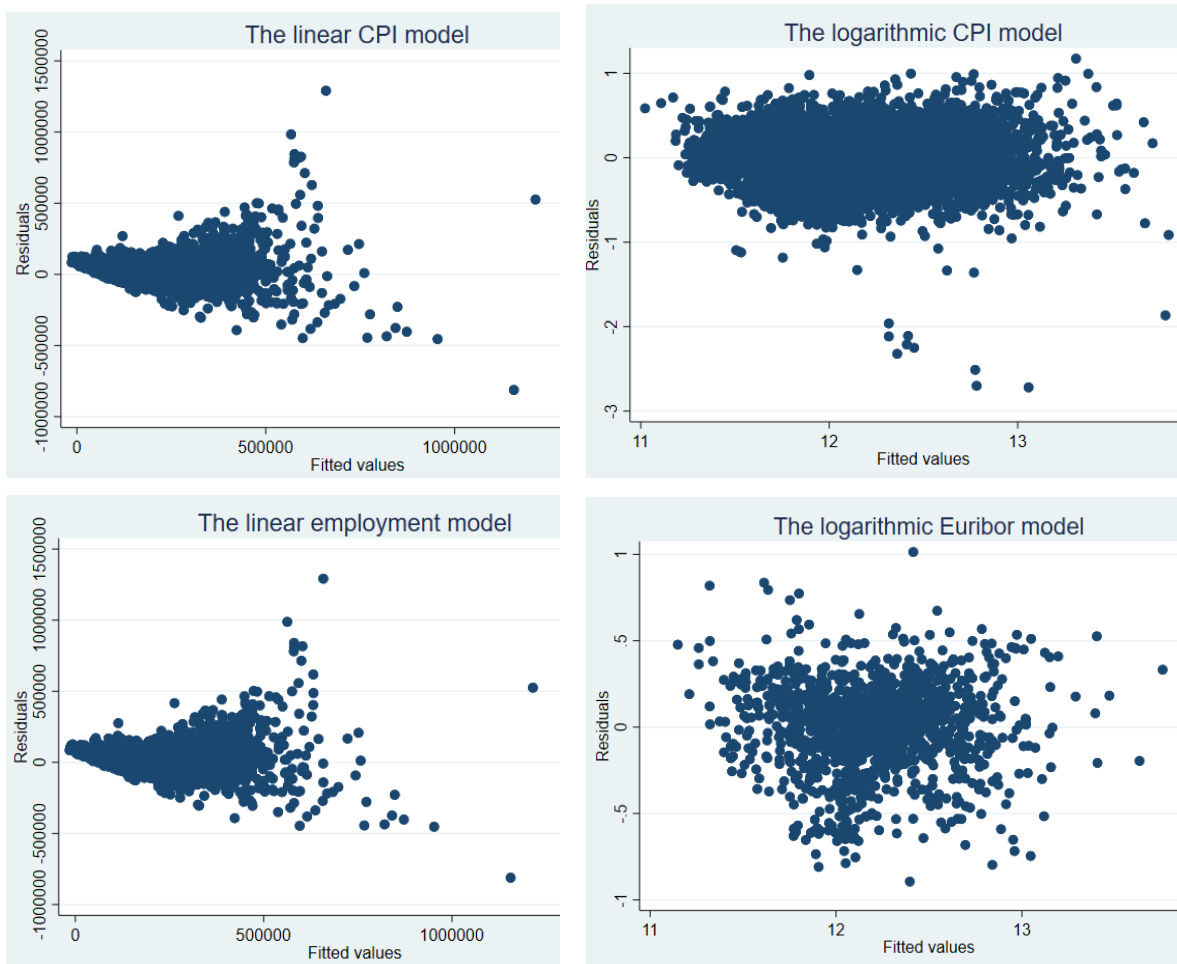 The linear CPI model
Residuals
-1000000 -500000 0 500000 1000000 1500000
0 500000 1000000
Fitted values
The logarithmic CPI model
Residuals
-3 -2 -1 0 1
11 12 13
Fitted values
The linear employment model
Residuals
-1000000 -500000 0 500000 1000000 1500000
0 500000 1000000
Fitted values
The logarithmic Euribor model
Residuals
-1 -.5 0 .5 1
11 12 13
Fitted values